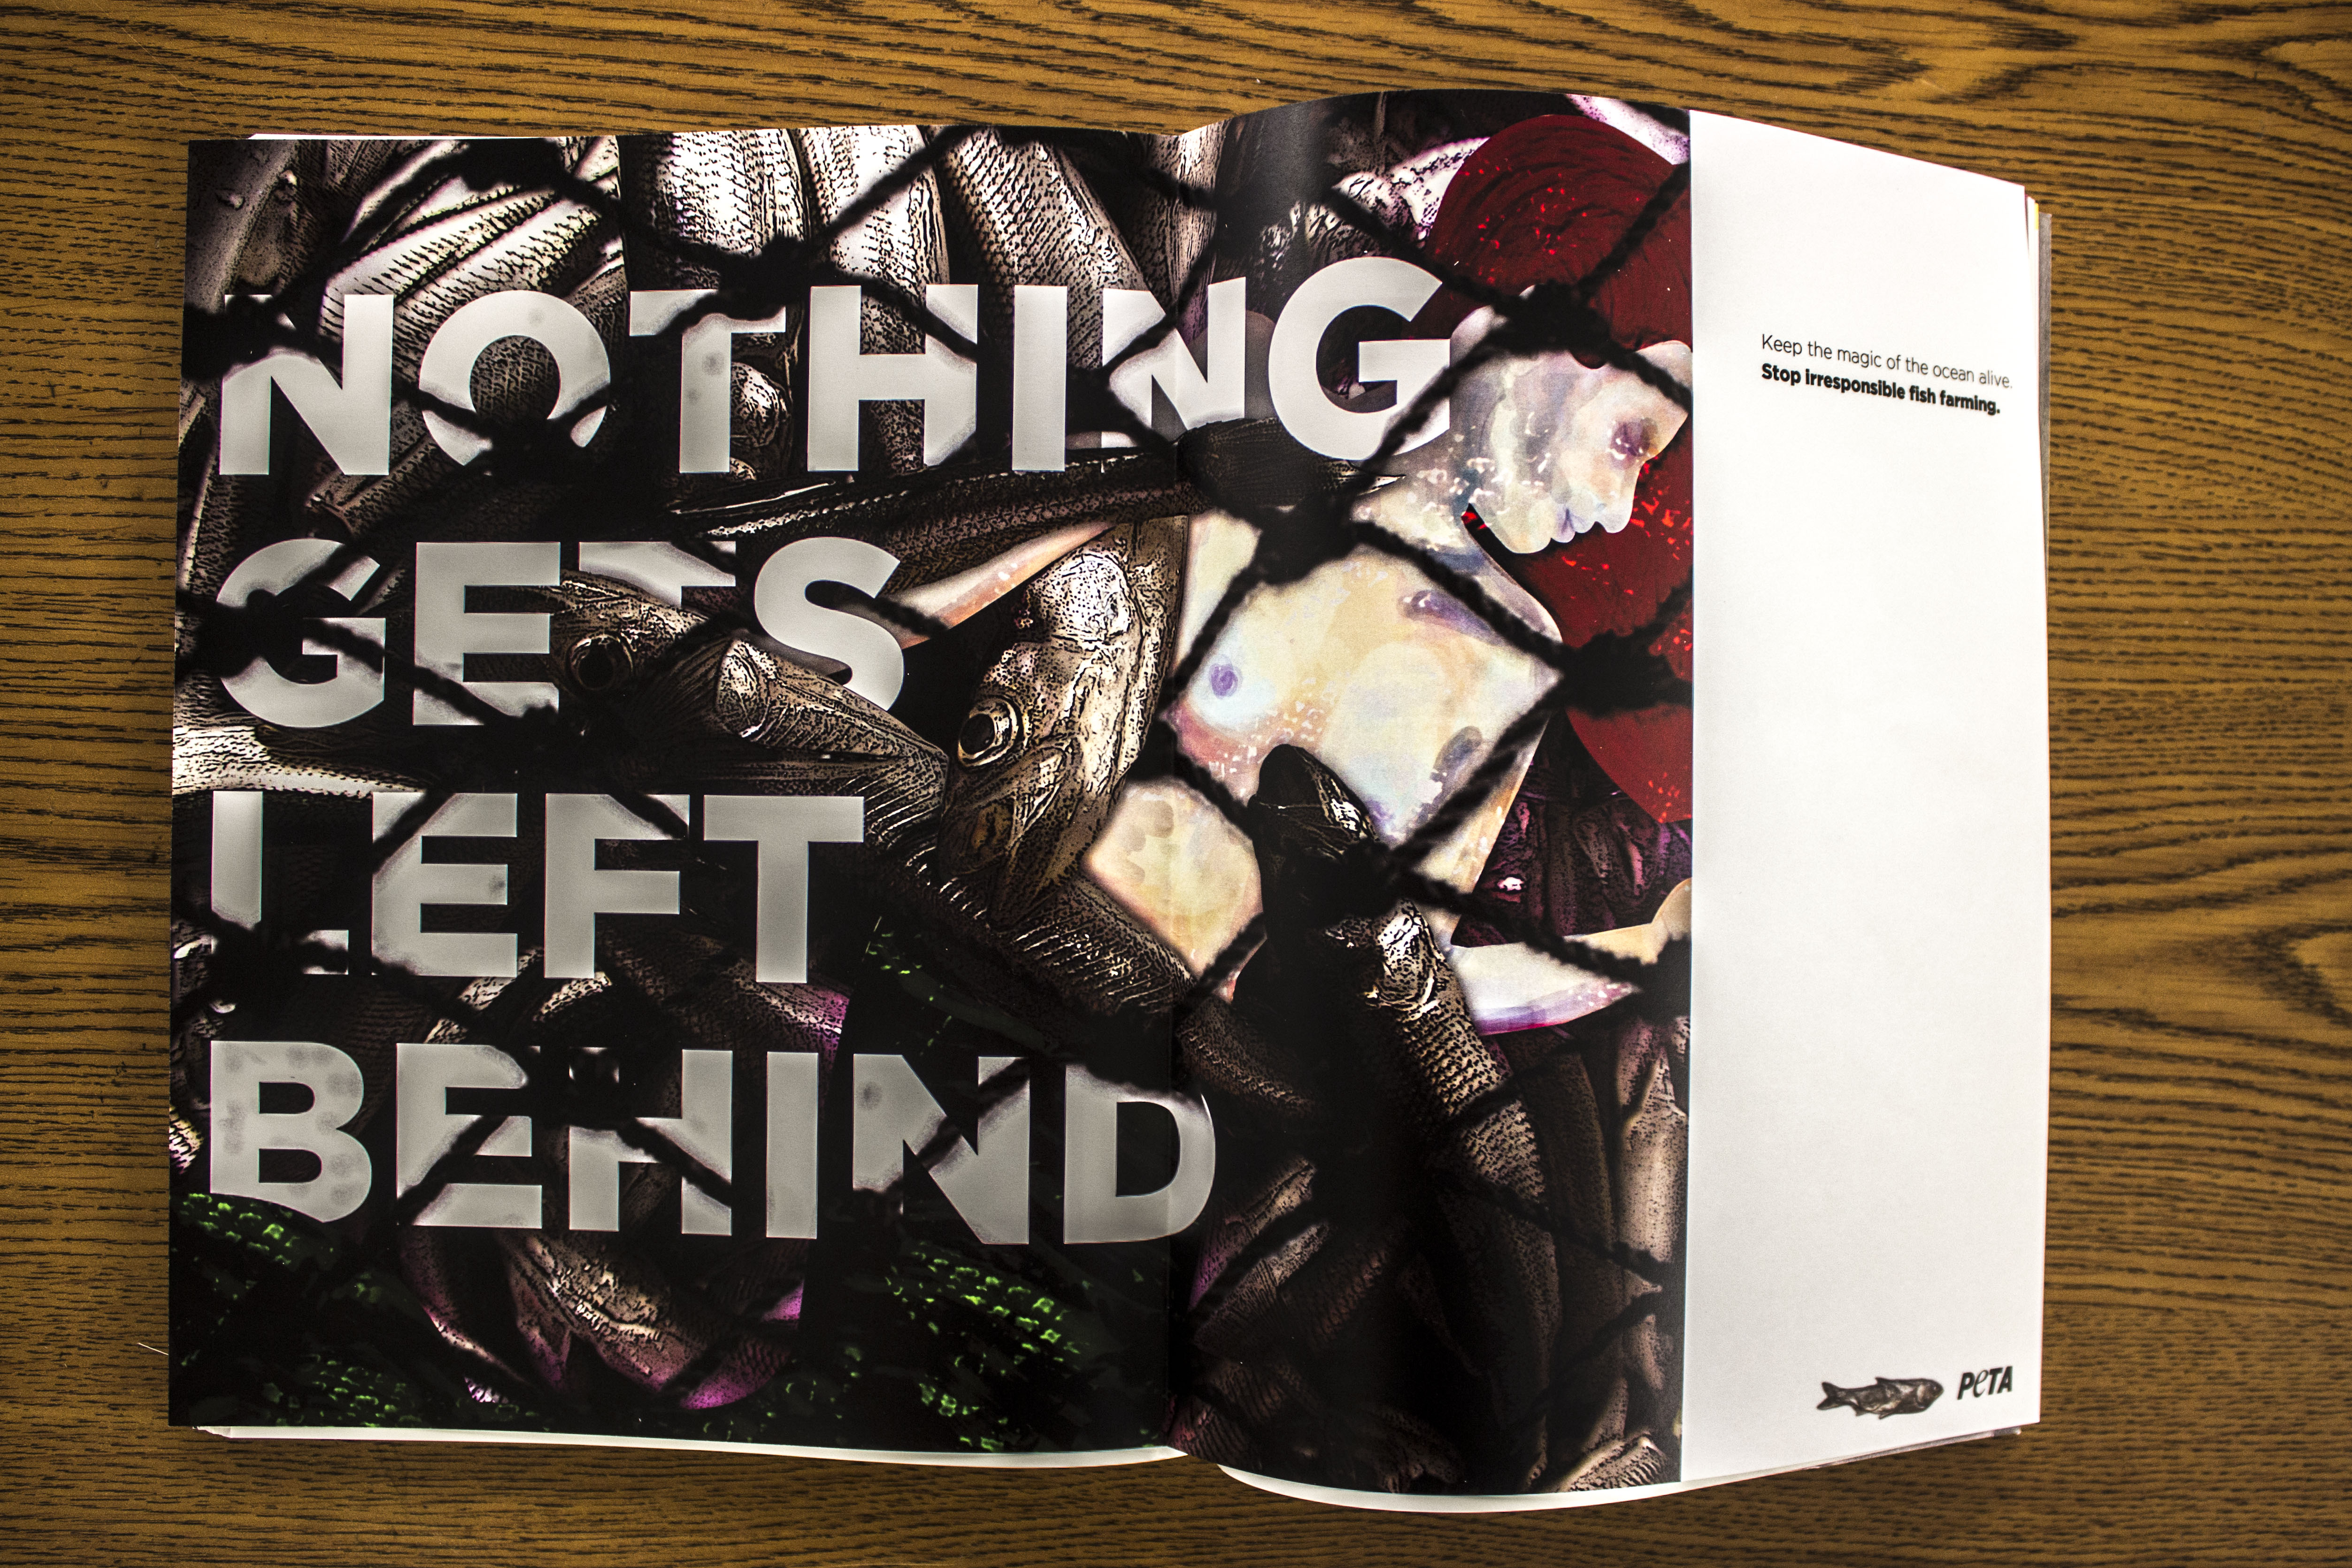 NOTHING
GETS
LEFT
BEHIND
Keep the magic of the ocean alive.
Stop irresponsible fish farming.
PeTA